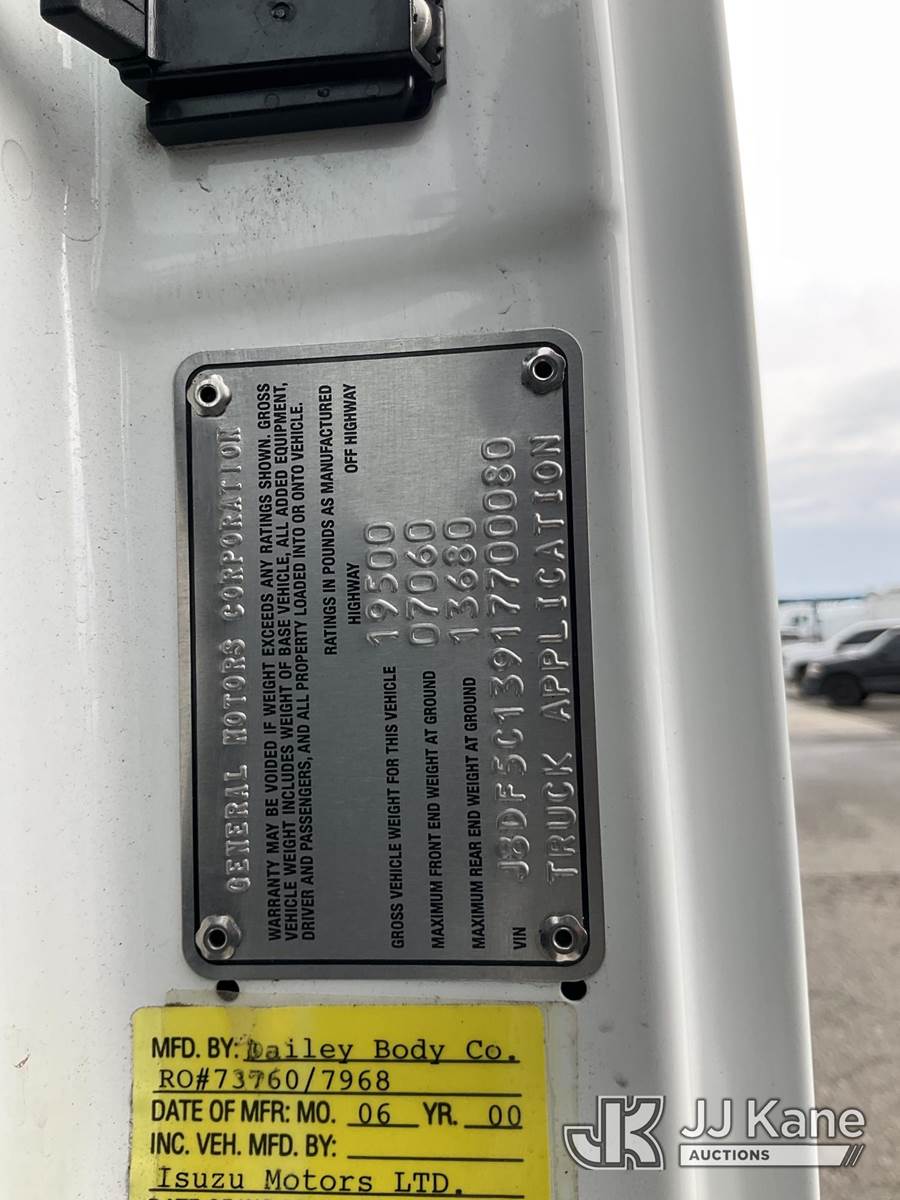 GENERAL MOTORS CORPORATION
WARRANTY MAY BE VOIDED IF WEIGHT EXCEEDS ANY RATINGS SHOWN. GROSS
VEHICLE WEIGHT INCLUDES WEIGHT OF BASE VEHICLE, ALL ADDED EQUIPMENT,
DRIVER AND PASSENGERS, AND ALL PROPERTY LOADED INTO OR ONTO VEHICLE.
RATINGS IN POUNDS AS MANUFACTURED
HIGHWAY OFF HIGHWAY
GROSS VEHICLE WEIGHT FOR THIS VEHICLE 19500
MAXIMUM FRONT END WEIGHT AT GROUND 07060
MAXIMUM REAR END WEIGHT AT GROUND 13680
VIN J8DF5C13917700080
TRUCK APPLICATION
MFD. BY: Dailey Body Co.
RO#73760/7968
DATE OF MFR: MO. 06 YR. 00
INC. VEH. MFD. BY:
Isuzu Motors LTD.
JK JJ Kane
AUCTIONS